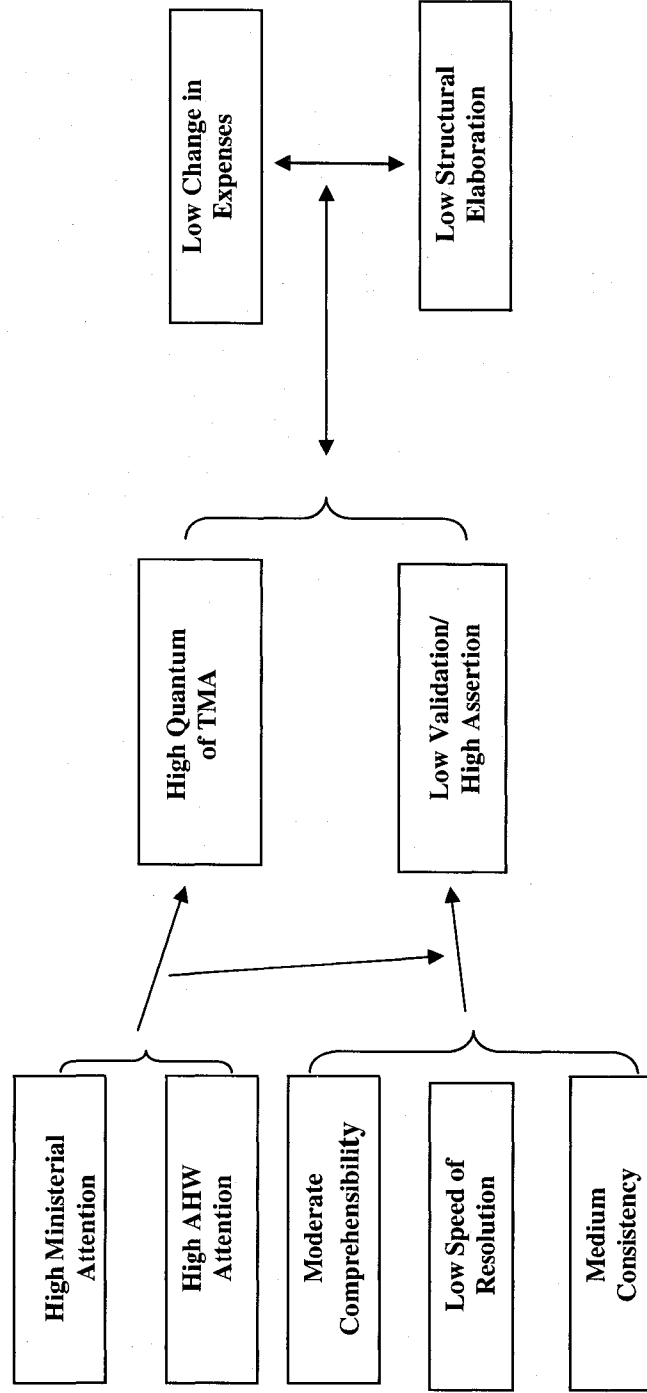 High Ministerial
Attention
High AHW
Attention
Moderate
Comprehensibility
Low Speed of
Resolution
Medium
Consistency
High Quantum
of TMA
Low Validation/
High Assertion
Low Change in
Expenses
Low Structural
Elaboration